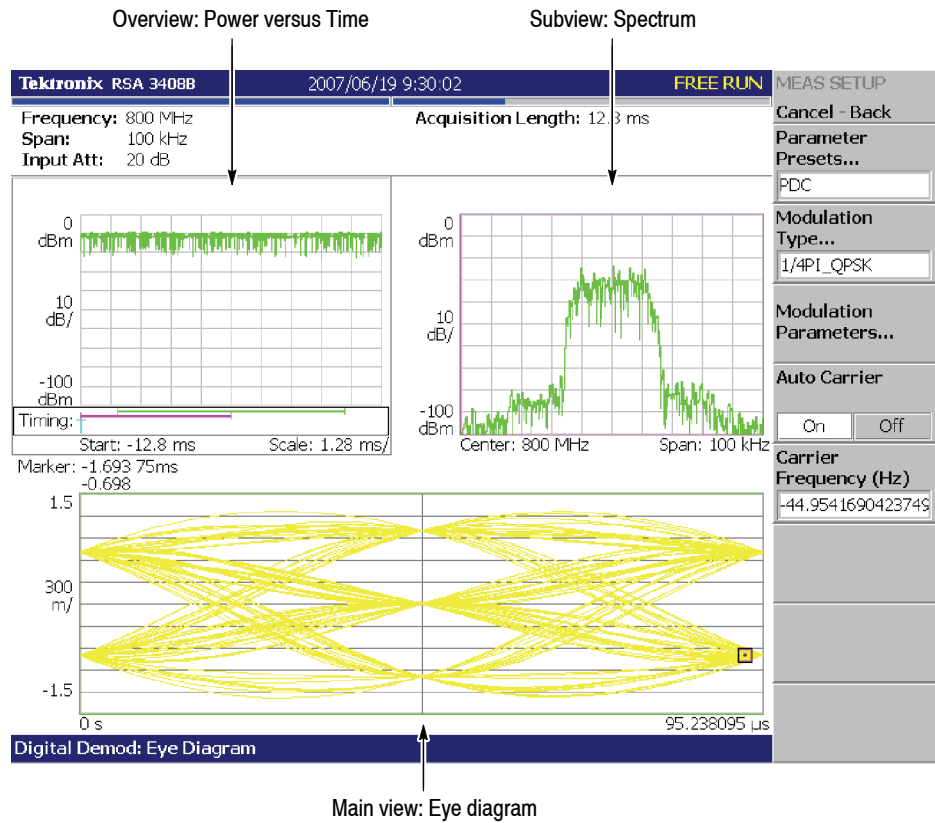 Overview: Power versus Time
Subview: Spectrum
Tektronix RSA 3408B 2007/06/19 9:30:02 FREE RUN
MEAS SETUP
Cancel - Back
Frequency: 800 MHz
Span: 100 kHz
Input Att: 20 dB
Acquisition Length: 12.8 ms
Parameter
Presets...
PDC
Modulation
Type...
1/4PI_QPSK
Modulation
Parameters...
Auto Carrier
On Off
Carrier
Frequency (Hz)
-44.9541690423749
0
dBm
10
dB/
-100
dBm
Timing:
Start: -12.8 ms Scale: 1.28 ms/
0
dBm
10
dB/
-100
dBm
Center: 800 MHz Span: 100 kHz
Marker: -1.693 75ms
-0.698
1.5
300
m/
-1.5
0 s 95.238095 µs
Digital Demod: Eye Diagram
Main view: Eye diagram